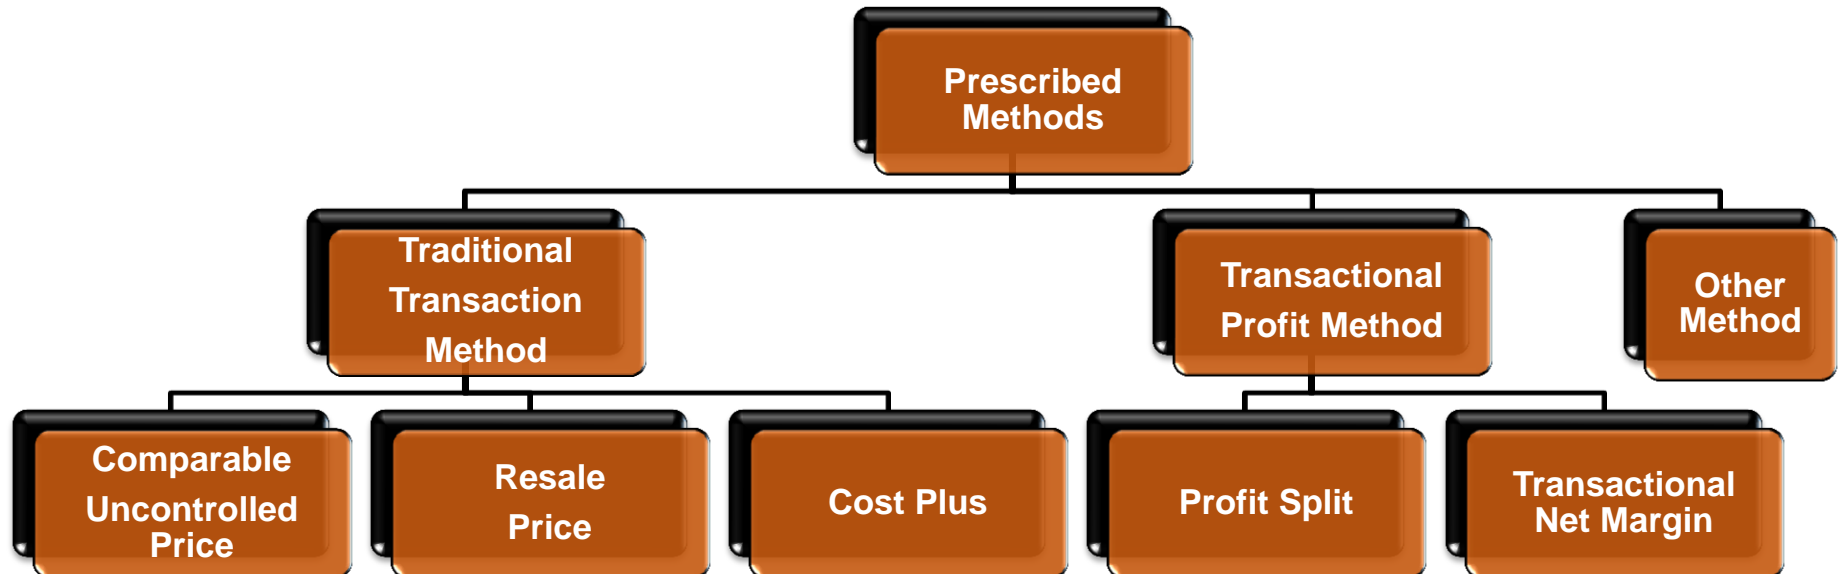 Prescribed
Methods
Traditional
Transaction
Method
Transactional
Profit Method
Other
Method
Comparable
Uncontrolled
Price
Resale
Price
Cost Plus
Profit Split
Transactional
Net Margin